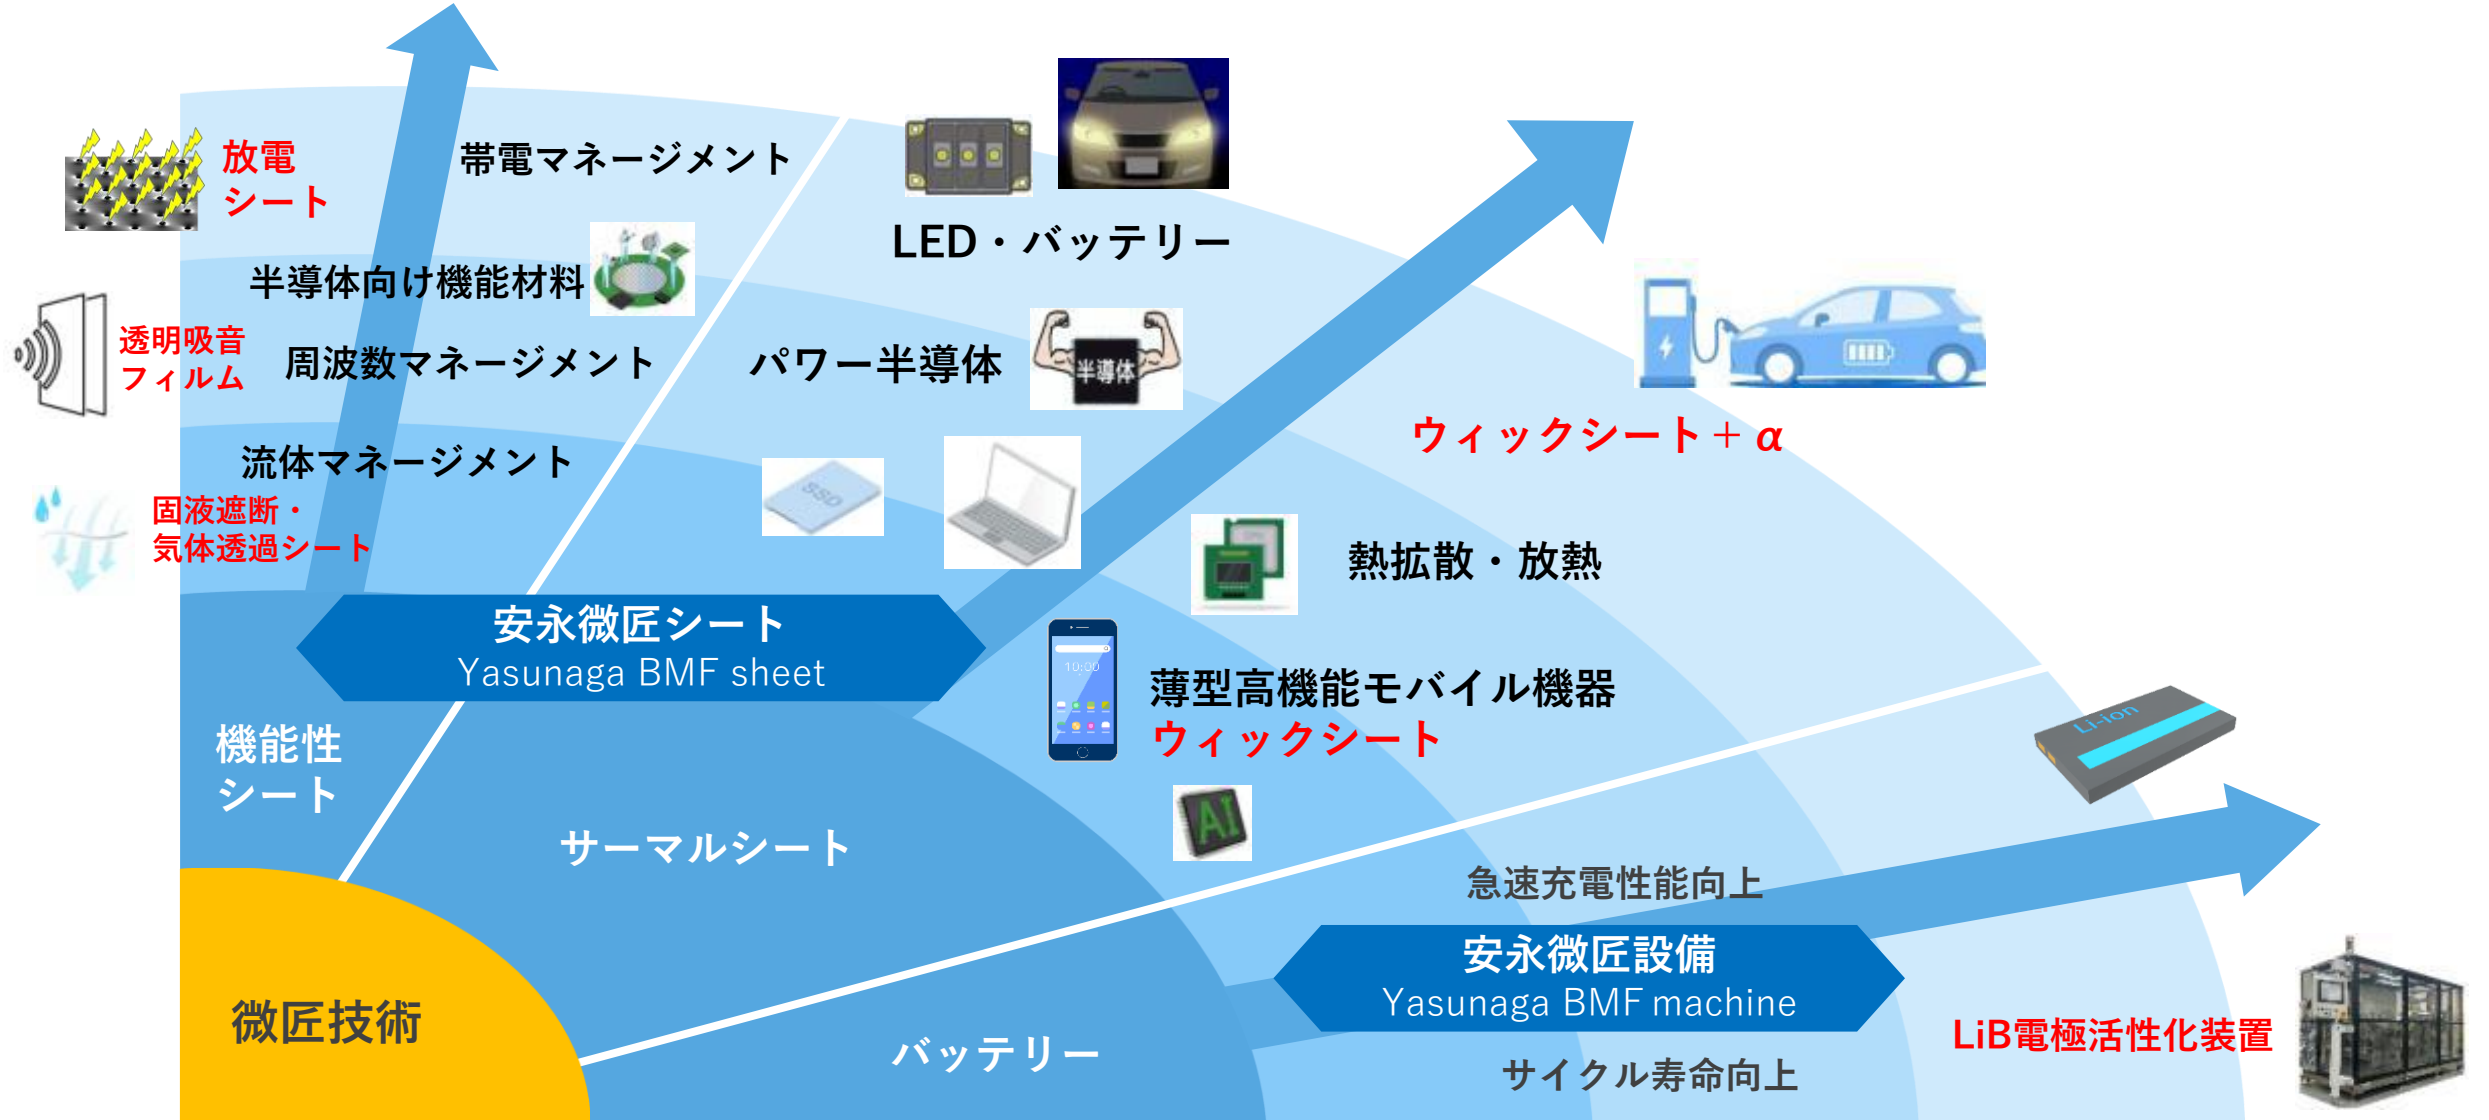 放電
シート
帯電マネージメント
LED・バッテリー
半導体向け機能材料
透明吸音
フィルム
周波数マネージメント
パワー半導体
半導体
ウィックシート＋α
流体マネージメント
SSD
固液遮断・
気体透過シート
熱拡散・放熱
安永微匠シート
Yasunaga BMF sheet
10:00
薄型高機能モバイル機器
ウィックシート
Li-ion
機能性
シート
AI
サーマルシート
急速充電性能向上
安永微匠設備
Yasunaga BMF machine
微匠技術
バッテリー
LiB電極活性化装置
サイクル寿命向上